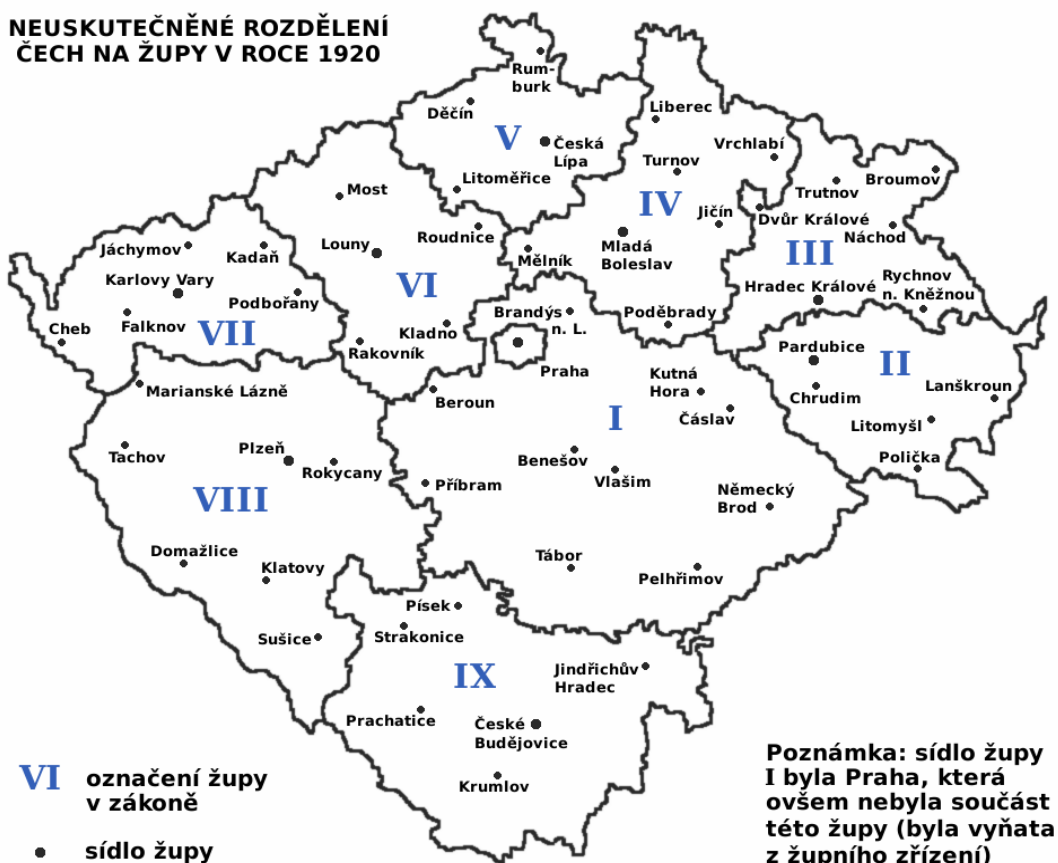 NEUSKUTEČNĚNÉ ROZDĚLENÍ
ČECH NA ŽUPY V ROCE 1920
Rum-
burk
Děčín
V
Česká
Lípa
Litoměřice
Liberec
Vrchlabí
Turnov
IV
Jičín
Mladá
Boleslav
Mělník
Poděbrady
Trutnov
Broumov
Dvůr Králové
Náchod
III
Hradec Králové
Rychnov
n. Kněžnou
Most
Louny
Roudnice
VI
Kladno
Rakovník
Jáchymov
Kadaň
Karlovy Vary
Podbořany
Cheb
Falknov
VII
Brandýs
n. L.
Praha
Kutná
Hora
Čáslav
Beroun
I
Benešov
Vlašim
Příbram
Německý
Brod
Tábor
Pelhřimov
Pardubice
II
Chrudim
Lanškroun
Litomyšl
Polička
Marianské Lázně
Tachov
Plzeň
Rokycany
VIII
Domažlice
Klatovy
Sušice
Písek
Strakonice
IX
Jindřichův
Hradec
Prachatice
České
Budějovice
Krumlov
VI označení župy
v zákoně
sídlo župy
Poznámka: sídlo župy
I byla Praha, která
ovšem nebyla součást
této župy (byla vyňata
z župního zřízení)